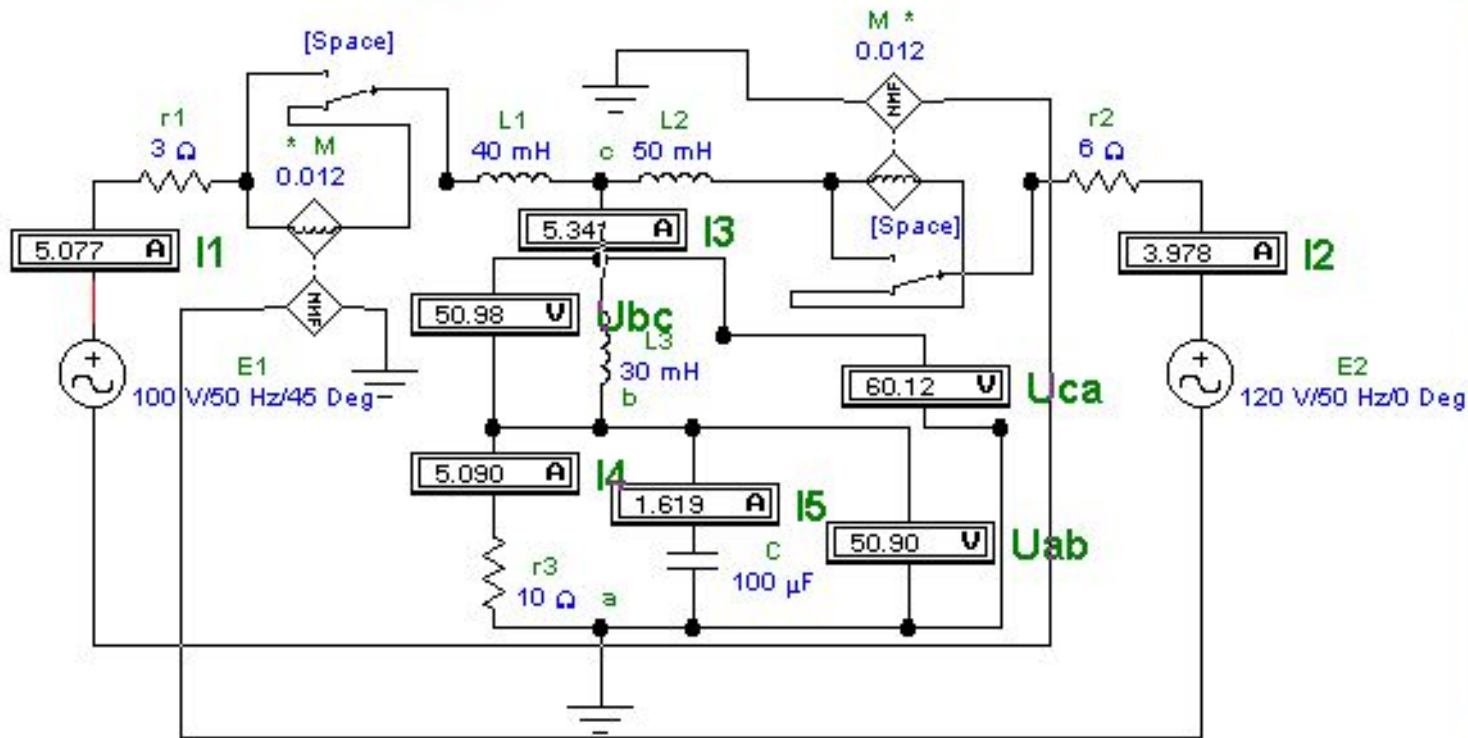 M *
0.012
[Space]
r1
3 Ω
* M
0.012
L1
40 mH
c
L2
50 mH
r2
6 Ω
[Space]
5.077 A I1
5.341 A I3
3.978 A I2
50.98 V Ubc
L3
30 mH
b
E1
100 V/50 Hz/45 Deg
60.12 V Uca
E2
120 V/50 Hz/0 Deg
5.090 A I4
1.619 A I5
50.90 V Uab
r3
10 Ω
a
C
100 µF
NMF
NMF
+
+